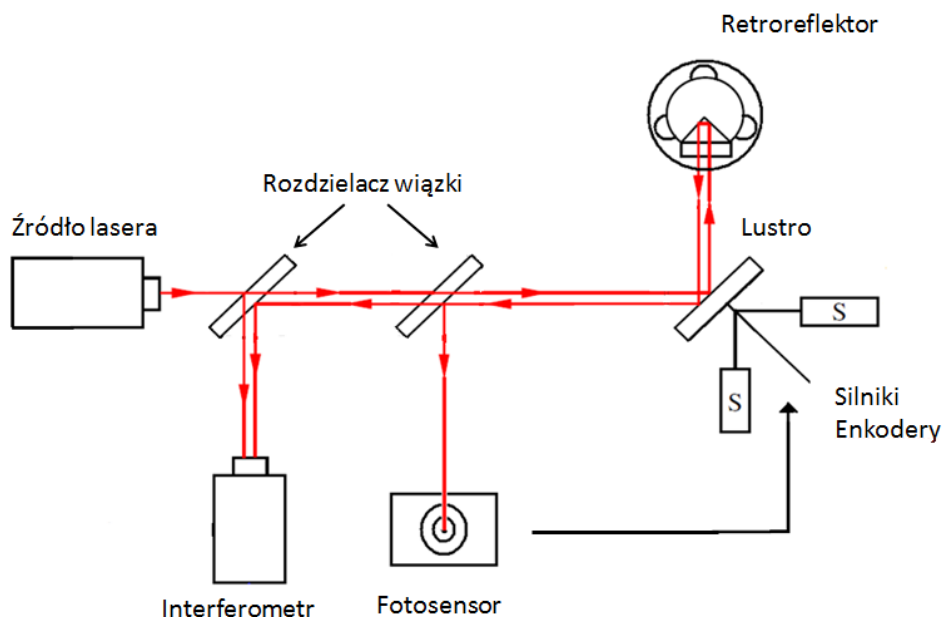 Retroreflektor
Rozdzielacz wiązki
Źródło lasera
Lustro
S
S
Silniki
Enkodery
Interferometr
Fotosensor